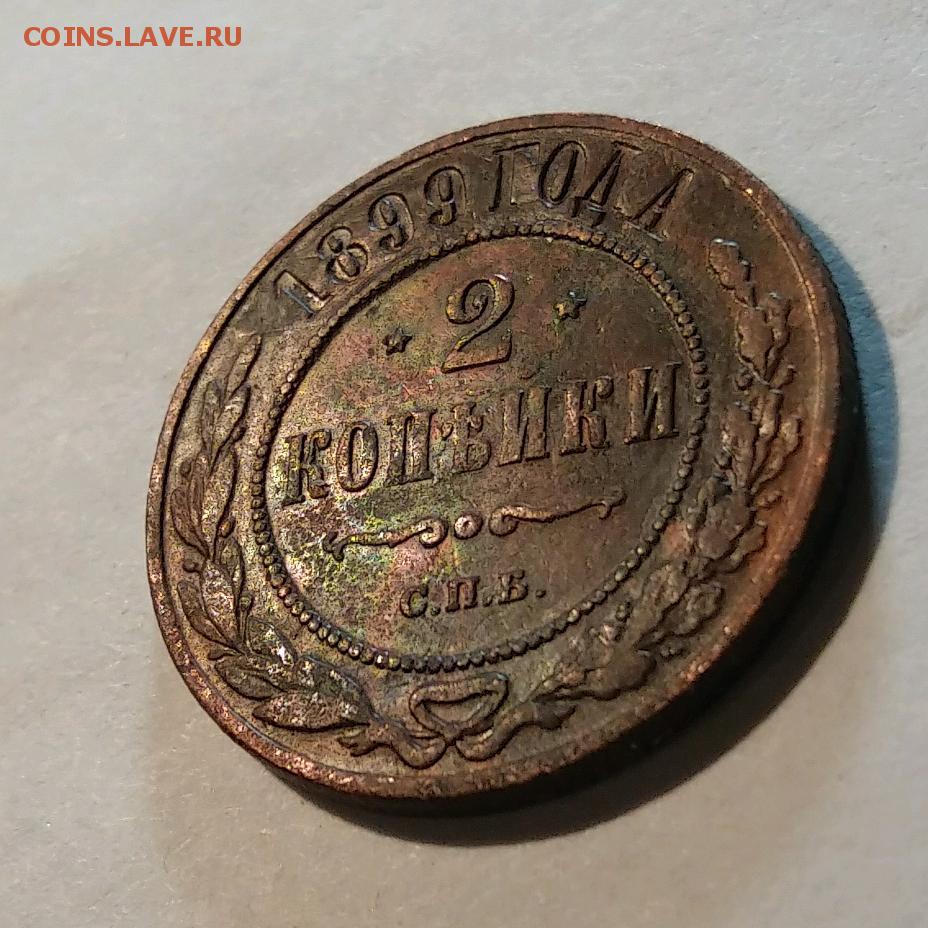 COINS.LAVE.RU
1899 ГОДА
2
КОПѢЙКИ
С.П.Б.